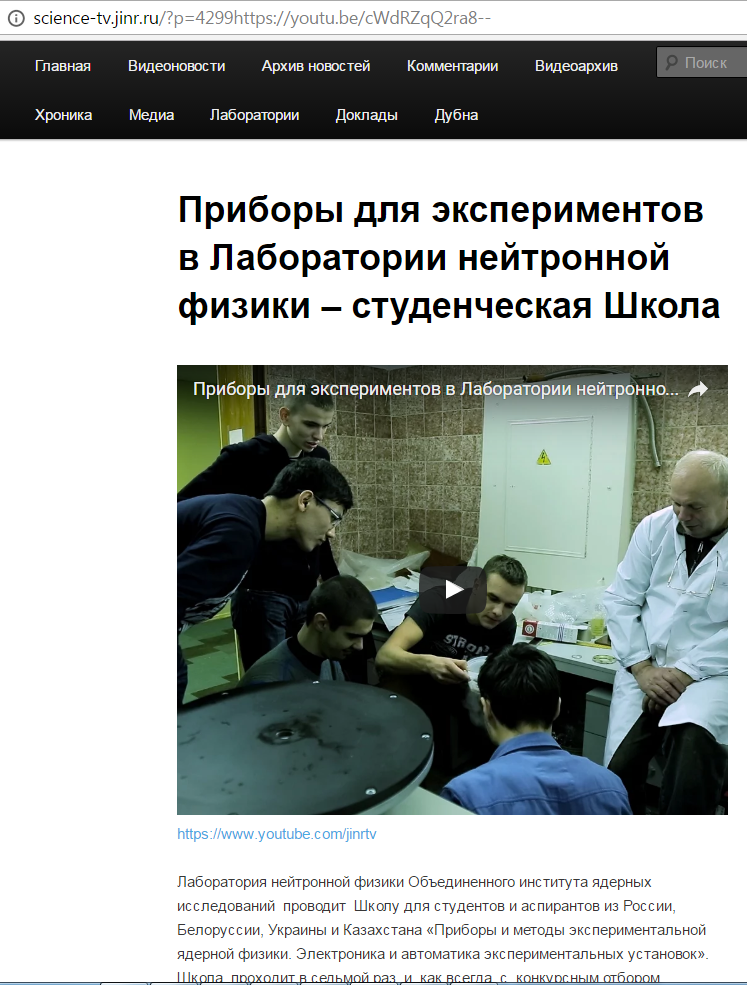 science-tv.jinr.ru/?p=4299https://youtu.be/cWdRZqQ2ra8--
Главная Видеоновости Архив новостей Комментарии Видеоархив Поиск
Хроника Медиа Лаборатории Доклады Дубна
Приборы для экспериментов
в Лаборатории нейтронной
физики – студенческая Школа
Приборы для экспериментов в Лаборатории нейтронно...
STRON
https://www.youtube.com/jinrtv
Лаборатория нейтронной физики Объединенного института ядерных
исследований проводит Школу для студентов и аспирантов из России,
Белоруссии, Украины и Казахстана «Приборы и методы экспериментальной
ядерной физики. Электроника и автоматика экспериментальных установок».
Школа проходит в седьмой раз, и, как всегда, с конкурсным отбором